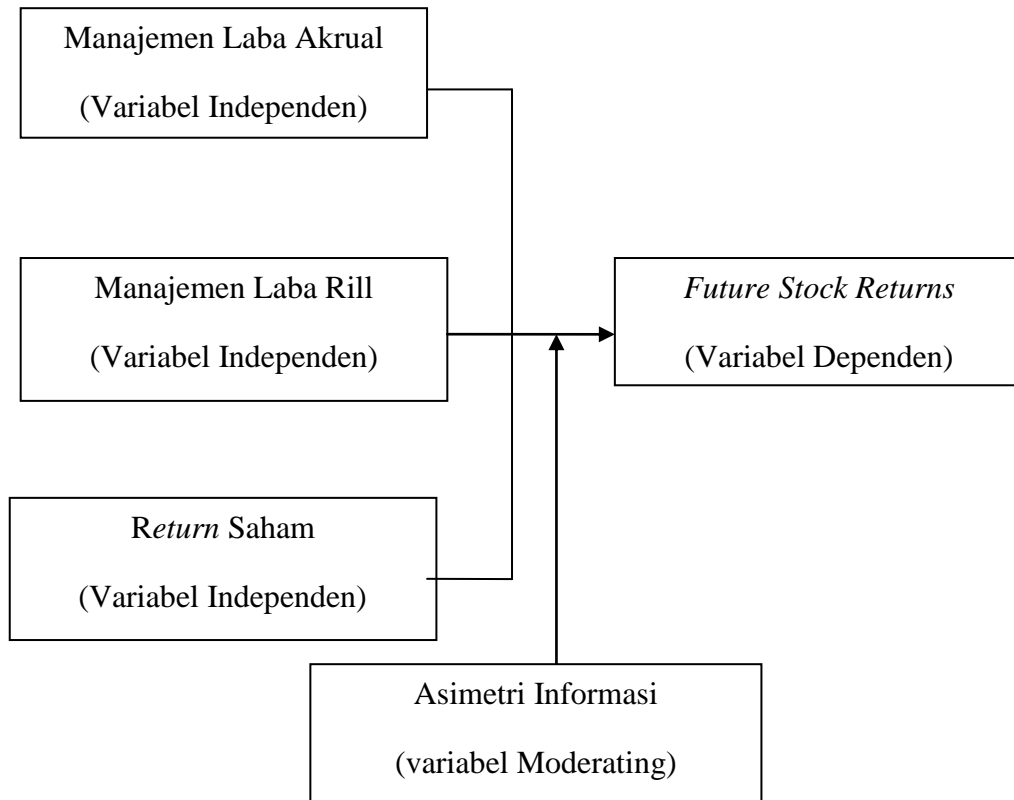 Manajemen Laba Akrual
(Variabel Independen)
Manajemen Laba Rill
(Variabel Independen)
Future Stock Returns
(Variabel Dependen)
Return Saham
(Variabel Independen)
Asimetri Informasi
(variabel Moderating)